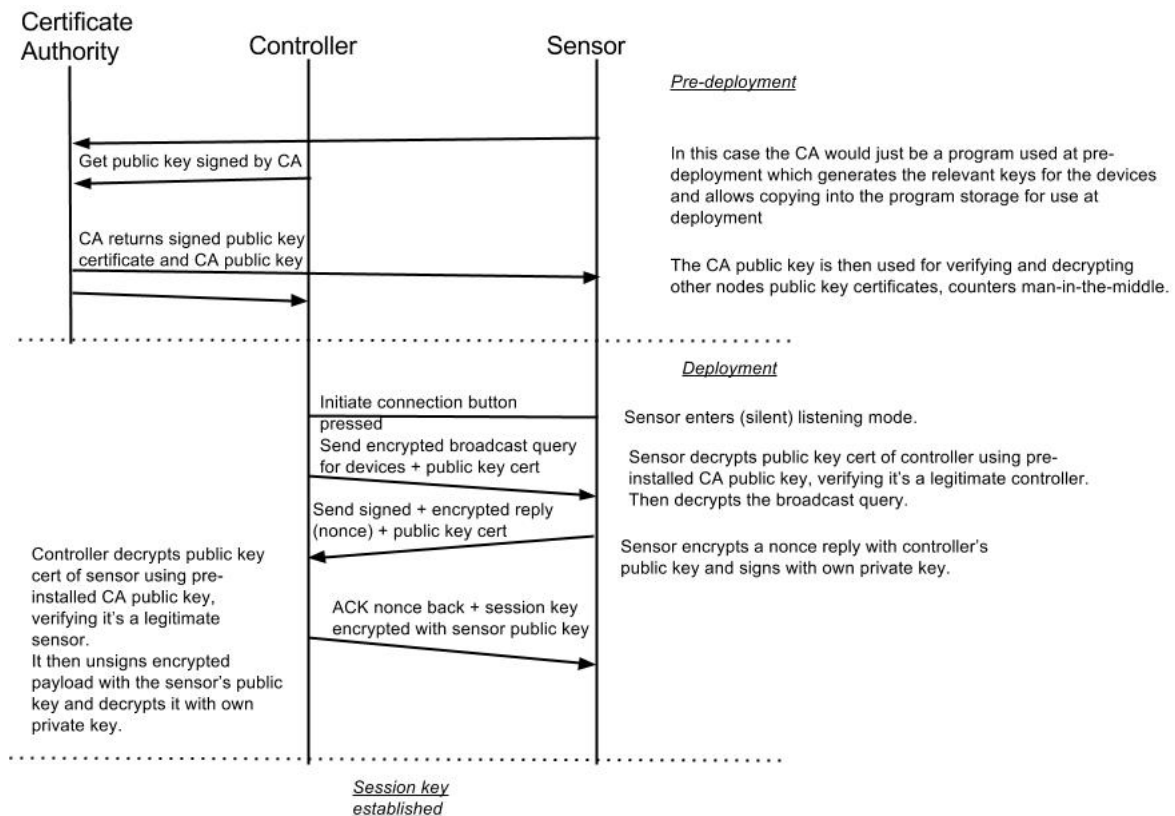 Certificate
Authority
Controller
Sensor
Pre-deployment
Get public key signed by CA
In this case the CA would just be a program used at pre-
deployment which generates the relevant keys for the devices
and allows copying into the program storage for use at
deployment
CA returns signed public key
certificate and CA public key
The CA public key is then used for verifying and decrypting
other nodes public key certificates, counters man-in-the-middle.
Deployment
Initiate connection button
pressed
Sensor enters (silent) listening mode.
Send encrypted broadcast query
for devices + public key cert
Sensor decrypts public key cert of controller using pre-
installed CA public key, verifying it's a legitimate controller.
Then decrypts the broadcast query.
Send signed + encrypted reply
(nonce) + public key cert
Sensor encrypts a nonce reply with controller's
public key and signs with own private key.
Controller decrypts public key
cert of sensor using pre-
installed CA public key,
verifying it's a legitimate
sensor.
It then unsigns encrypted
payload with the sensor's public
key and decrypts it with own
private key.
ACK nonce back + session key
encrypted with sensor public key
Session key
established